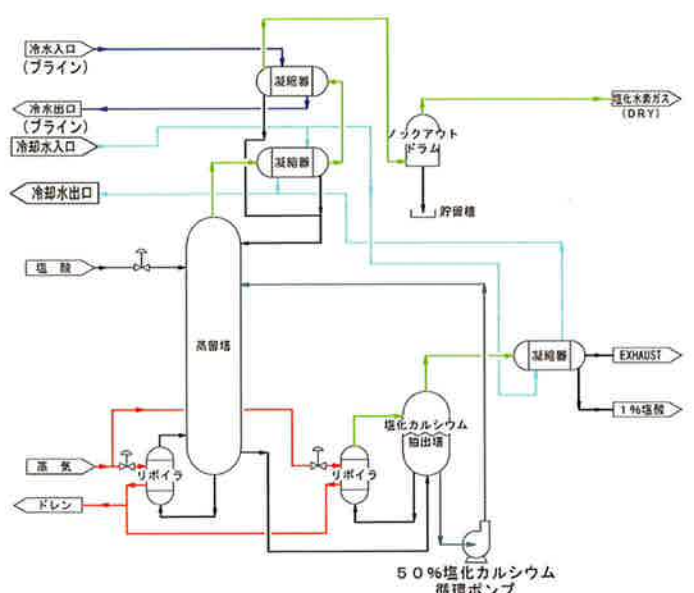 冷水入口
(ブライン)
凝縮器
冷水出口
(ブライン)
塩化水素ガス
(DRY)
ノックアウト
ドラム
冷却水入口
凝縮器
冷却水出口
貯留槽
塩 酸
蒸留塔
凝縮器
EXHAUST
1%塩酸
塩化カルシウム
抽出塔
蒸 気
リボイラ
リボイラ
ドレン
50%塩化カルシウム
循環ポンプ